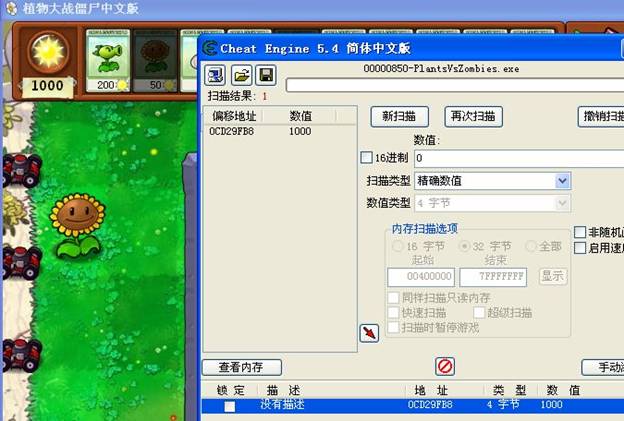 植物大战僵尸中文版
1000
200
50
Cheat Engine 5.4 简体中文版
00000850-PlantsVsZombies.exe
扫描结果: 1
偏移地址 数值
0CD29FB8 1000
新扫描 再次扫描 撤销扫描
数值:
16进制 0
扫描类型 精确数值
数值类型 4 字节
内存扫描选项
16 字节 32 字节 全部
起始 结束
00400000 7FFFFFFF 显示
同样扫描只读内存
快速扫描 超级扫描
扫描时暂停游戏
非随机
启用速
查看内存 手动
锁定 描 述 地 址 类 型 数 值
没有描述 0CD29FB8 4 字节 1000